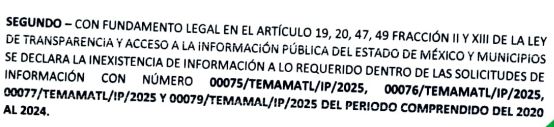 SEGUNDO – CON FUNDAMENTO LEGAL EN EL ARTÍCULO 19, 20, 47, 49 FRACCIÓN II Y XIII DE LA LEY
DE TRANSPARENCIA Y ACCESO A LA INFORMACIÓN PÚBLICA DEL ESTADO DE MÉXICO Y MUNICIPIOS
SE DECLARA LA INEXISTENCIA DE INFORMACIÓN A LO REQUERIDO DENTRO DE LAS SOLICITUDES DE
INFORMACIÓN CON NÚMERO 00075/TEMAMATL/IP/2025, 00076/TEMAMATL/IP/2025,
00077/TEMAMATL/IP/2025 Y 00079/TEMAMAL/IP/2025 DEL PERIODO COMPRENDIDO DEL 2020
AL 2024.